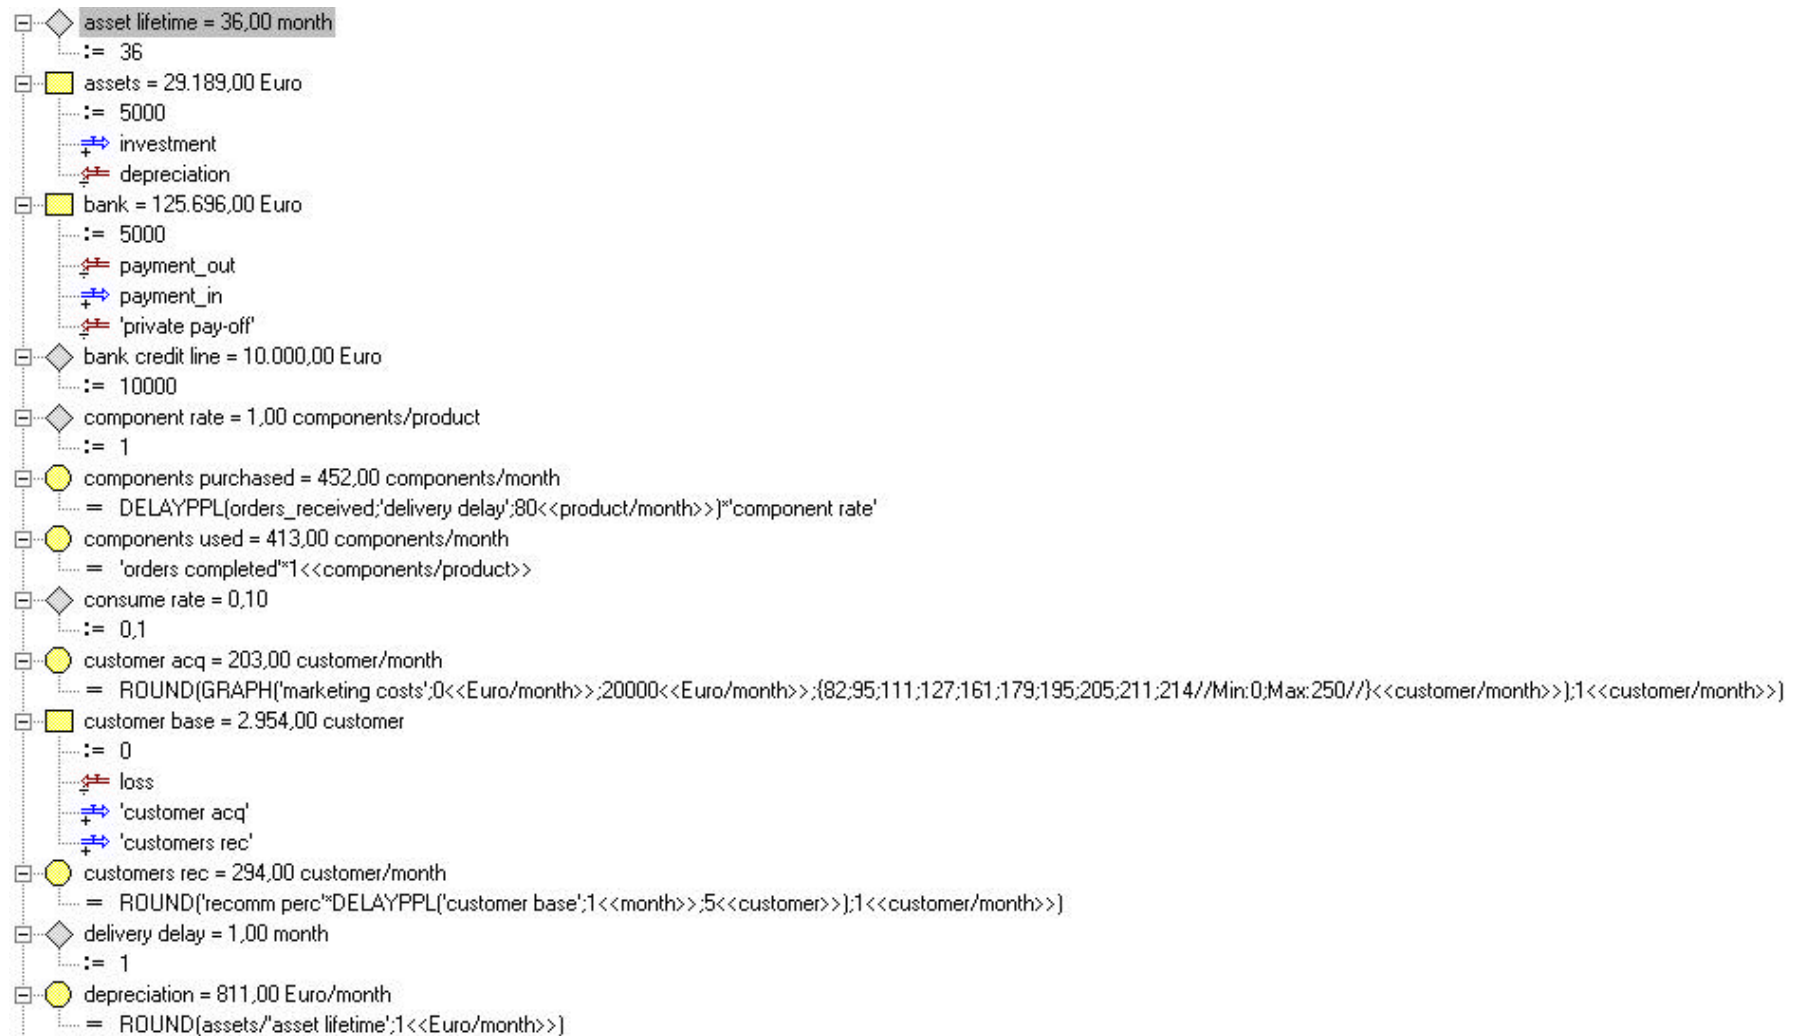 asset lifetime = 36,00 month
:= 36
assets = 29.189,00 Euro
:= 5000
investment
depreciation
bank = 125.696,00 Euro
:= 5000
payment_out
payment_in
'private pay-off'
bank credit line = 10.000,00 Euro
:= 10000
component rate = 1,00 components/product
:= 1
components purchased = 452,00 components/month
= DELAYPPL(orders_received;'delivery delay';80<<product/month>>)*'component rate'
components used = 413,00 components/month
= 'orders completed'*1<<components/product>>
consume rate = 0,10
:= 0,1
customer acq = 203,00 customer/month
= ROUND(GRAPH('marketing costs';0<<Euro/month>>;20000<<Euro/month>>;{82;95;111;127;161;179;195;205;211;214//Min:0;Max:250//}<<customer/month>>);1<<customer/month>>)
customer base = 2.954,00 customer
:= 0
loss
'customer acq'
'customers rec'
customers rec = 294,00 customer/month
= ROUND('recomm perc'*DELAYPPL('customer base';1<<month>>;5<<customer>>);1<<customer/month>>)
delivery delay = 1,00 month
:= 1
depreciation = 811,00 Euro/month
= ROUND(assets/'asset lifetime';1<<Euro/month>>)